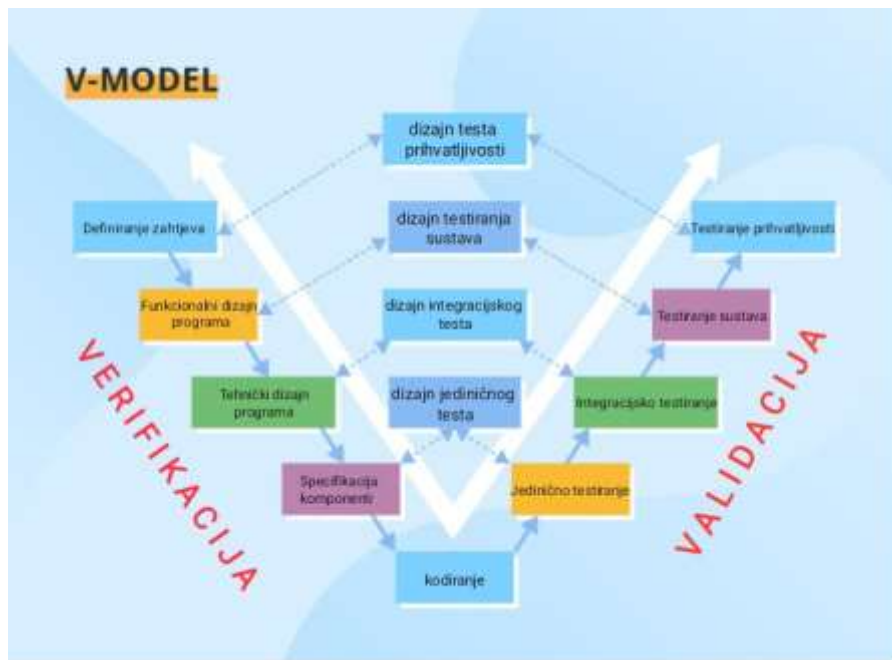 V-MODEL
dizajn testa
prihvatljivosti
Definiranje zahtjeva
dizajn testiranja
sustava
Testiranje prihvatljivosti
Funkcionalni dizajn
programa
dizajn integracijskog
testa
Testiranje sustava
Tehnički dizajn
programa
dizajn jediničnog
testa
Integracijsko testiranje
Specifikacija
komponenti
Jedinično testiranje
kodiranje
VERIFIKACIJA
VALIDACIJA